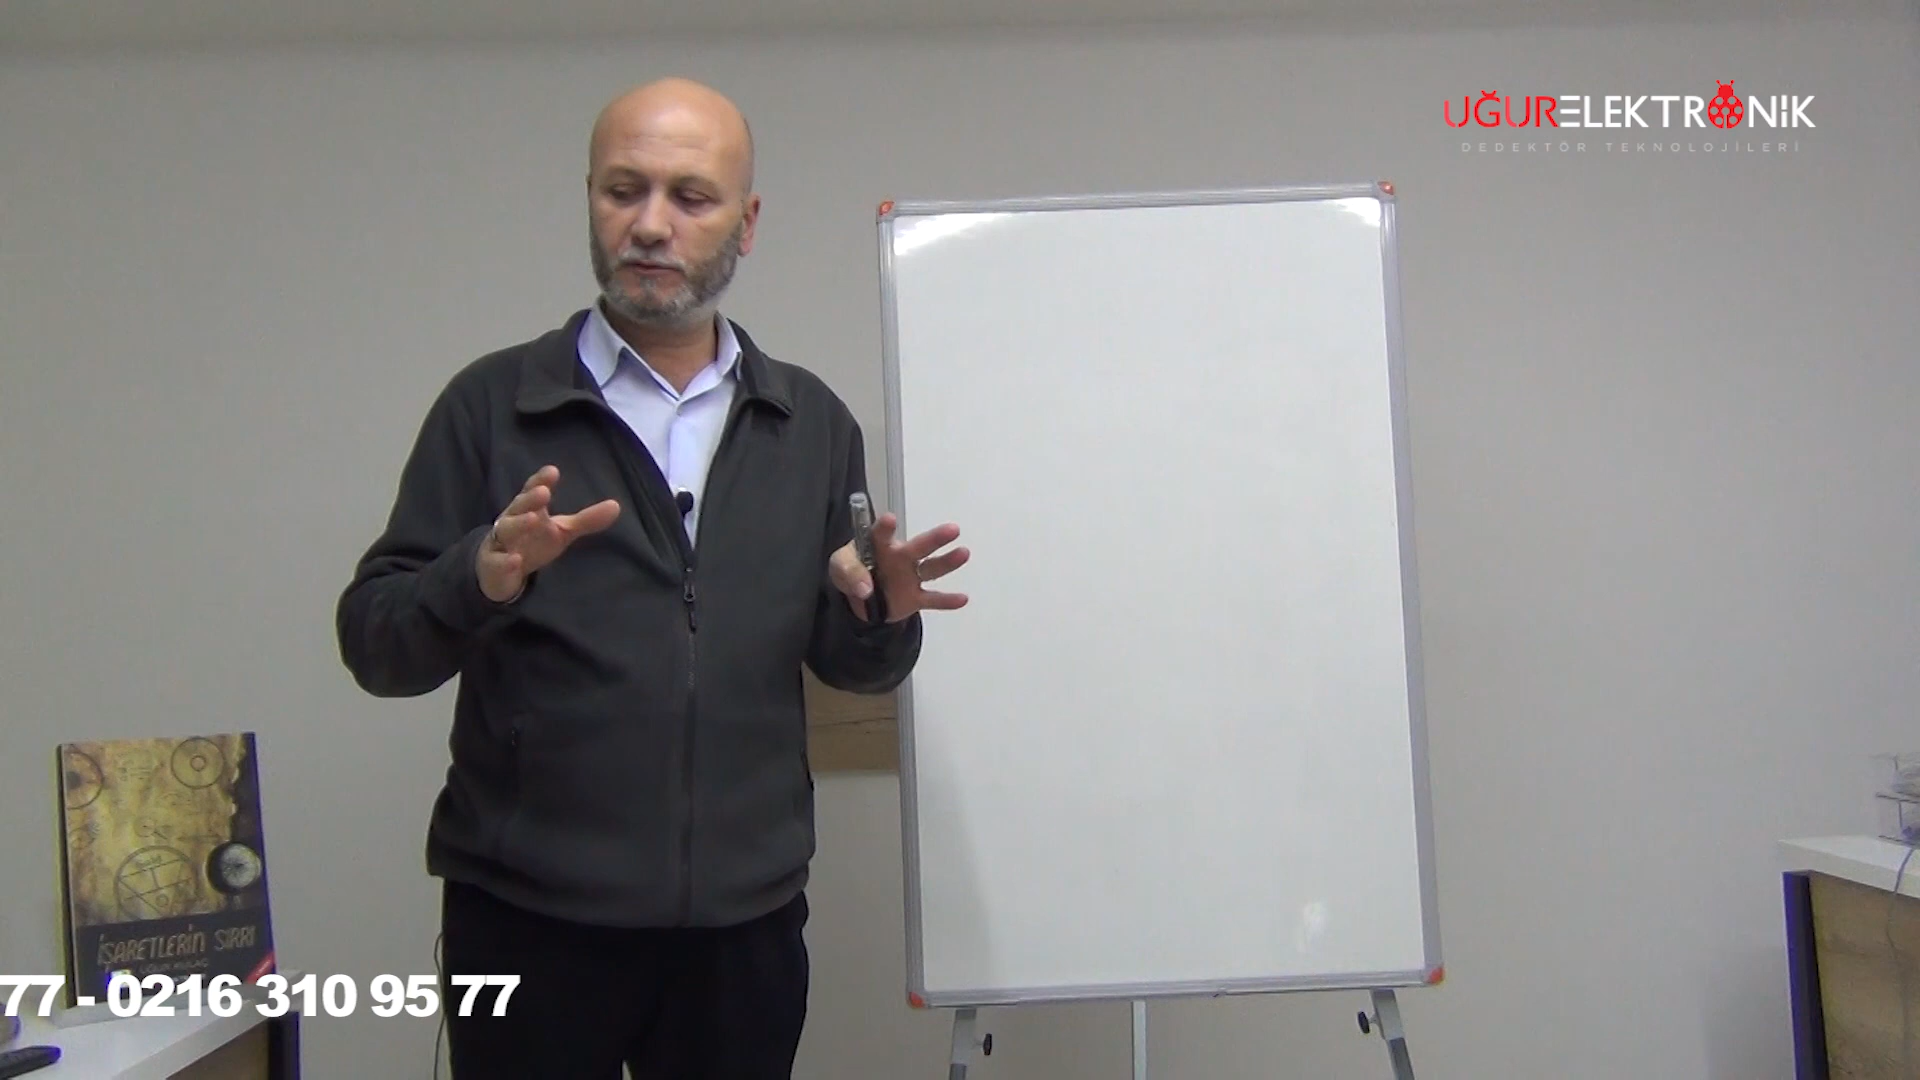 UĞURELEKTRONİK
DEDEKTÖR TEKNOLOJİLERİ
İŞARETLERİN SIRRI
77 - 0216 310 95 77